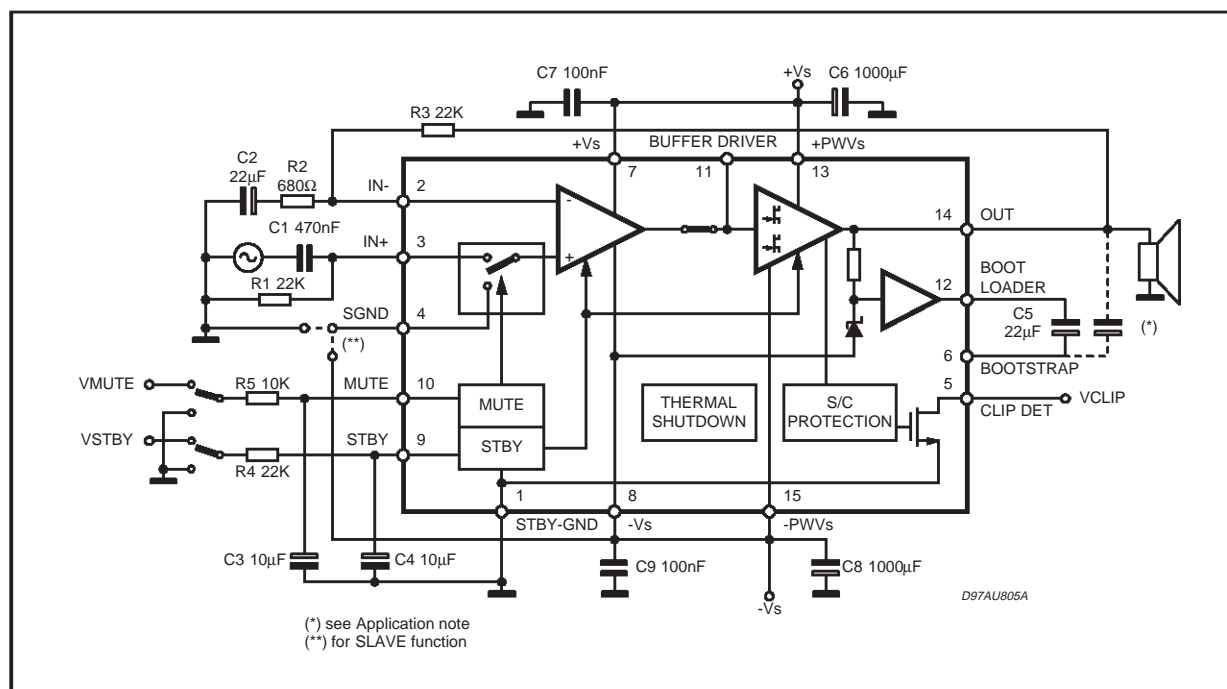 C7 100nF
+Vs
C6 1000µF
R3 22K
BUFFER DRIVER
+Vs
+PWVs
7
11
13
C2
22µF
R2
680Ω
IN-
2
-
C1 470nF
IN+
3
+
14
OUT
R1 22K
SGND
4
(**)
BOOT
LOADER
12
C5
22µF
(*)
6
BOOTSTRAP
VMUTE
R5 10K
MUTE
10
MUTE
THERMAL
SHUTDOWN
S/C
PROTECTION
5
CLIP DET
VCLIP
VSTBY
R4 22K
STBY
9
STBY
1
8
15
STBY-GND
-Vs
-PWVs
C3 10µF
C4 10µF
C9 100nF
C8 1000µF
-Vs
D97AU805A
(*) see Application note
(**) for SLAVE function